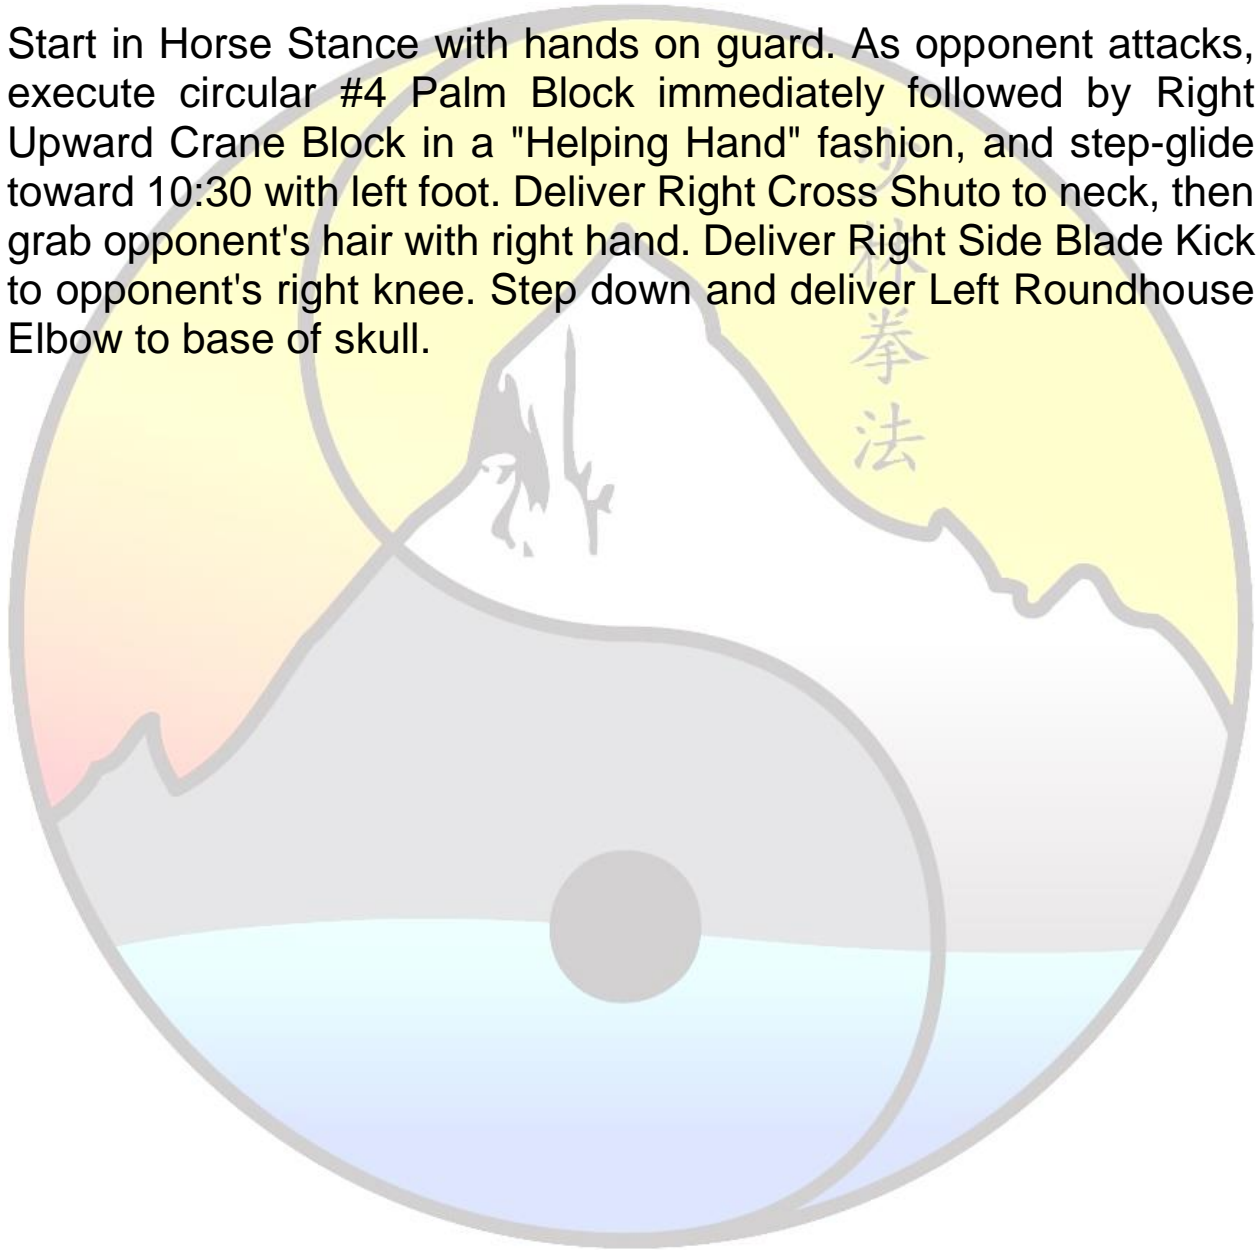 Start in Horse Stance with hands on guard. As opponent attacks,
execute circular #4 Palm Block immediately followed by Right
Upward Crane Block in a "Helping Hand" fashion, and step-glide
toward 10:30 with left foot. Deliver Right Cross Shuto to neck, then
grab opponent's hair with right hand. Deliver Right Side Blade Kick
to opponent's right knee. Step down and deliver Left Roundhouse
Elbow to base of skull.
少
林
拳
法